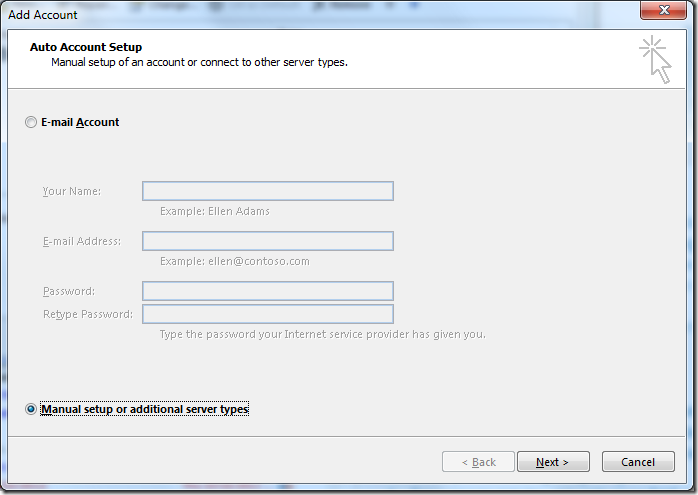 Add Account
Auto Account Setup
Manual setup of an account or connect to other server types.
E-mail Account
Your Name:
Example: Ellen Adams
E-mail Address:
Example: ellen@contoso.com
Password:
Retype Password:
Type the password your Internet service provider has given you.
Manual setup or additional server types
< Back Next > Cancel